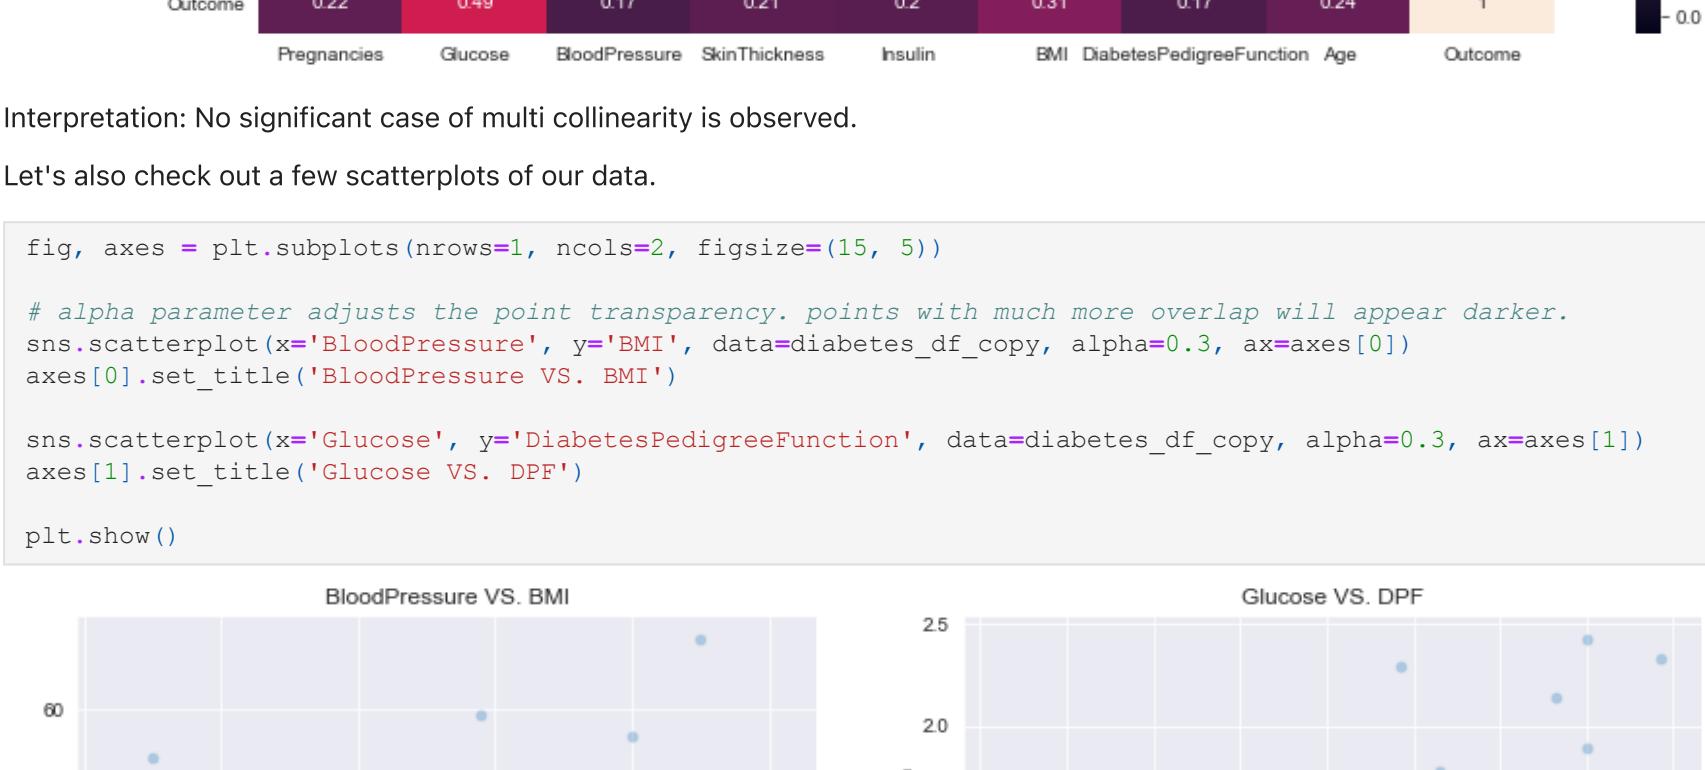 Outcome 0.22 0.49 0.17 0.21 0.2 0.31 0.17 0.24 1 0.0
Pregnancies Glucose BloodPressure SkinThickness Insulin BMI DiabetesPedigreeFunction Age Outcome
Interpretation: No significant case of multi collinearity is observed.
Let's also check out a few scatterplots of our data.
fig, axes = plt.subplots(nrows=1, ncols=2, figsize=(15, 5))
# alpha parameter adjusts the point transparency. points with much more overlap will appear darker.
sns.scatterplot(x='BloodPressure', y='BMI', data=diabetes_df_copy, alpha=0.3, ax=axes[0])
axes[0].set_title('BloodPressure VS. BMI')
sns.scatterplot(x='Glucose', y='DiabetesPedigreeFunction', data=diabetes_df_copy, alpha=0.3, ax=axes[1])
axes[1].set_title('Glucose VS. DPF')
plt.show()
BloodPressure VS. BMI
60
Glucose VS. DPF
2.5
2.0